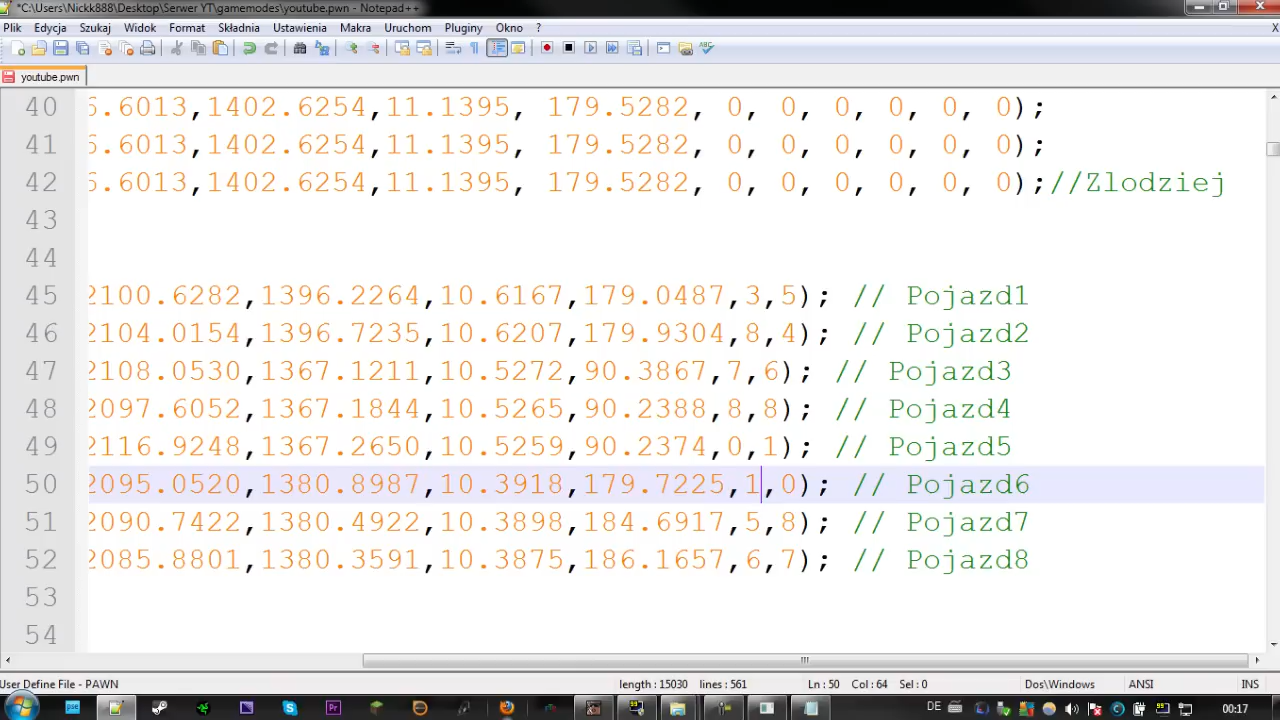 *C:\Users\Nickk888\Desktop\Serwer YT\gamemodes\youtube.pwn - Notepad++
Plik Edycja Szukaj Widok Format Składnia Ustawienia Makra Uruchom Pluginy Okno ? X
youtube.pwn
40 6.6013,1402.6254,11.1395, 179.5282, 0, 0, 0, 0, 0, 0);
41 6.6013,1402.6254,11.1395, 179.5282, 0, 0, 0, 0, 0, 0);
42 6.6013,1402.6254,11.1395, 179.5282, 0, 0, 0, 0, 0, 0);//Zlodziej
43
44
45 2100.6282,1396.2264,10.6167,179.0487,3,5); // Pojazd1
46 2104.0154,1396.7235,10.6207,179.9304,8,4); // Pojazd2
47 2108.0530,1367.1211,10.5272,90.3867,7,6); // Pojazd3
48 2097.6052,1367.1844,10.5265,90.2388,8,8); // Pojazd4
49 2116.9248,1367.2650,10.5259,90.2374,0,1); // Pojazd5
50 2095.0520,1380.8987,10.3918,179.7225,1,0); // Pojazd6
51 2090.7422,1380.4922,10.3898,184.6917,5,8); // Pojazd7
52 2085.8801,1380.3591,10.3875,186.1657,6,7); // Pojazd8
53
54
User Define File - PAWN length : 15030 lines : 561 Ln : 50 Col : 64 Sel : 0 Dos\Windows ANSI INS
pse Pr DE 00:17